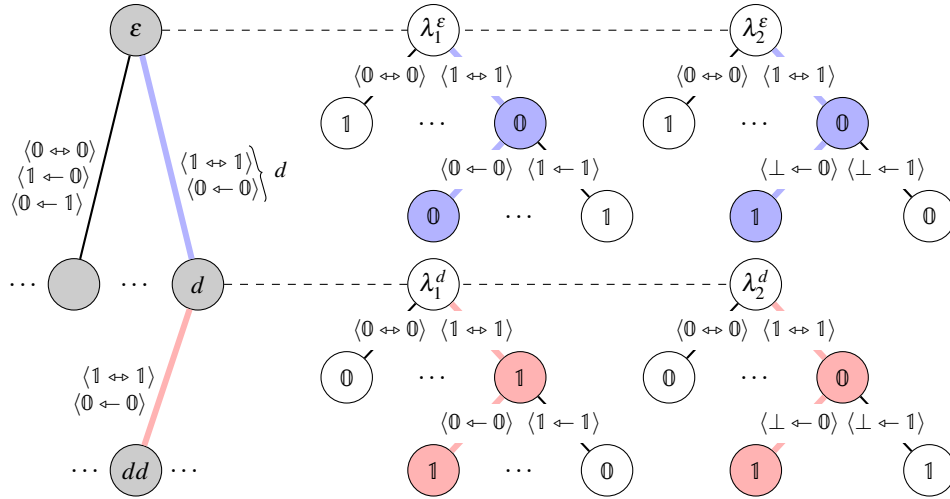 ε λ₁^ε λ₂^ε
⟨𝟘 ⇿ 𝟘⟩ ⟨𝟙 ⇿ 𝟙⟩ ⟨𝟘 ⇿ 𝟘⟩ ⟨𝟙 ⇿ 𝟙⟩
𝟙 ⋯ 𝟘 𝟙 ⋯ 𝟘
⟨𝟘 ⇿ 𝟘⟩ ⟨𝟙 ⇿ 𝟙⟩
⟨𝟙 ⇽ 𝟘⟩ ⟨𝟘 ⇽ 𝟘⟩ } d ⟨𝟘 ⇽ 𝟘⟩ ⟨𝟙 ⇽ 𝟙⟩ ⟨⊥ ⇽ 𝟘⟩ ⟨⊥ ⇽ 𝟙⟩
⟨𝟘 ⇽ 𝟙⟩
𝟘 ⋯ 𝟙 𝟙 𝟘
⋯ ⋯ d λ₁^d λ₂^d
⟨𝟘 ⇿ 𝟘⟩ ⟨𝟙 ⇿ 𝟙⟩ ⟨𝟘 ⇿ 𝟘⟩ ⟨𝟙 ⇿ 𝟙⟩
⟨𝟙 ⇿ 𝟙⟩ 𝟘 ⋯ 𝟙 𝟘 ⋯ 𝟘
⟨𝟘 ⇽ 𝟘⟩
⟨𝟘 ⇽ 𝟘⟩ ⟨𝟙 ⇽ 𝟙⟩ ⟨⊥ ⇽ 𝟘⟩ ⟨⊥ ⇽ 𝟙⟩
⋯ dd ⋯ 𝟙 ⋯ 𝟘 𝟙 𝟙